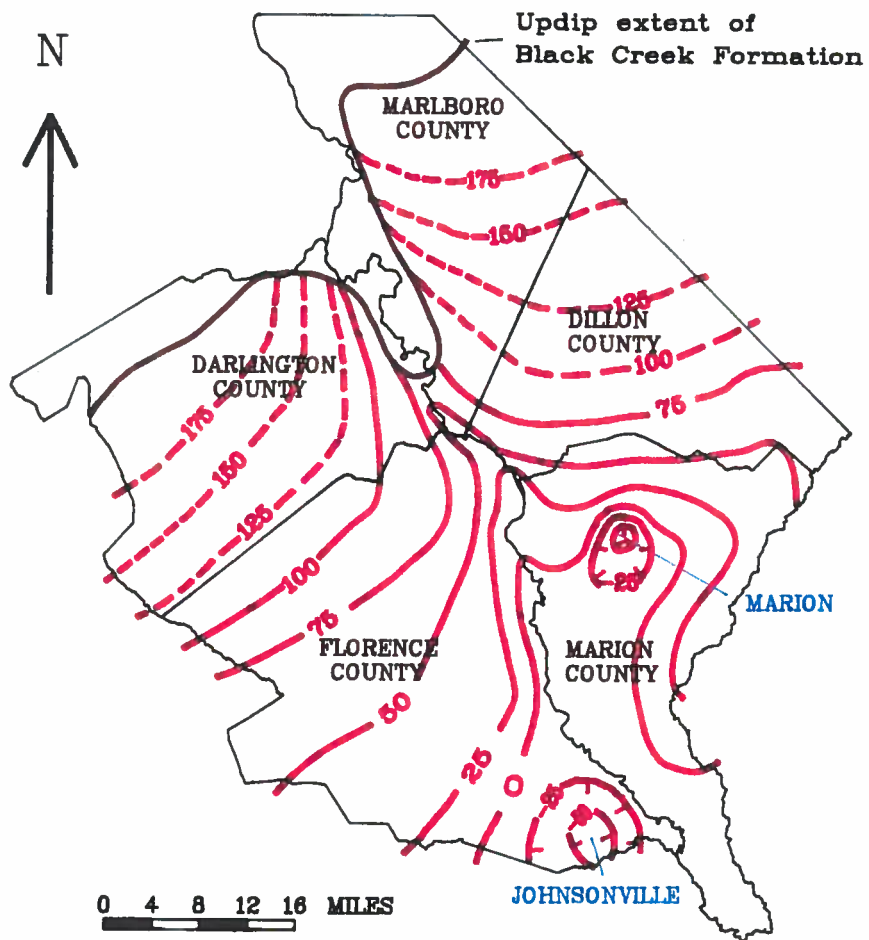 Updip extent of
Black Creek Formation
N
MARLBORO
COUNTY
175
150
125
DILLON
COUNTY
100
75
DARLINGTON
COUNTY
175
150
125
100
75
50
25
0
FLORENCE
COUNTY
25
MARION
MARION
COUNTY
JOHNSONVILLE
0 4 8 12 16 MILES